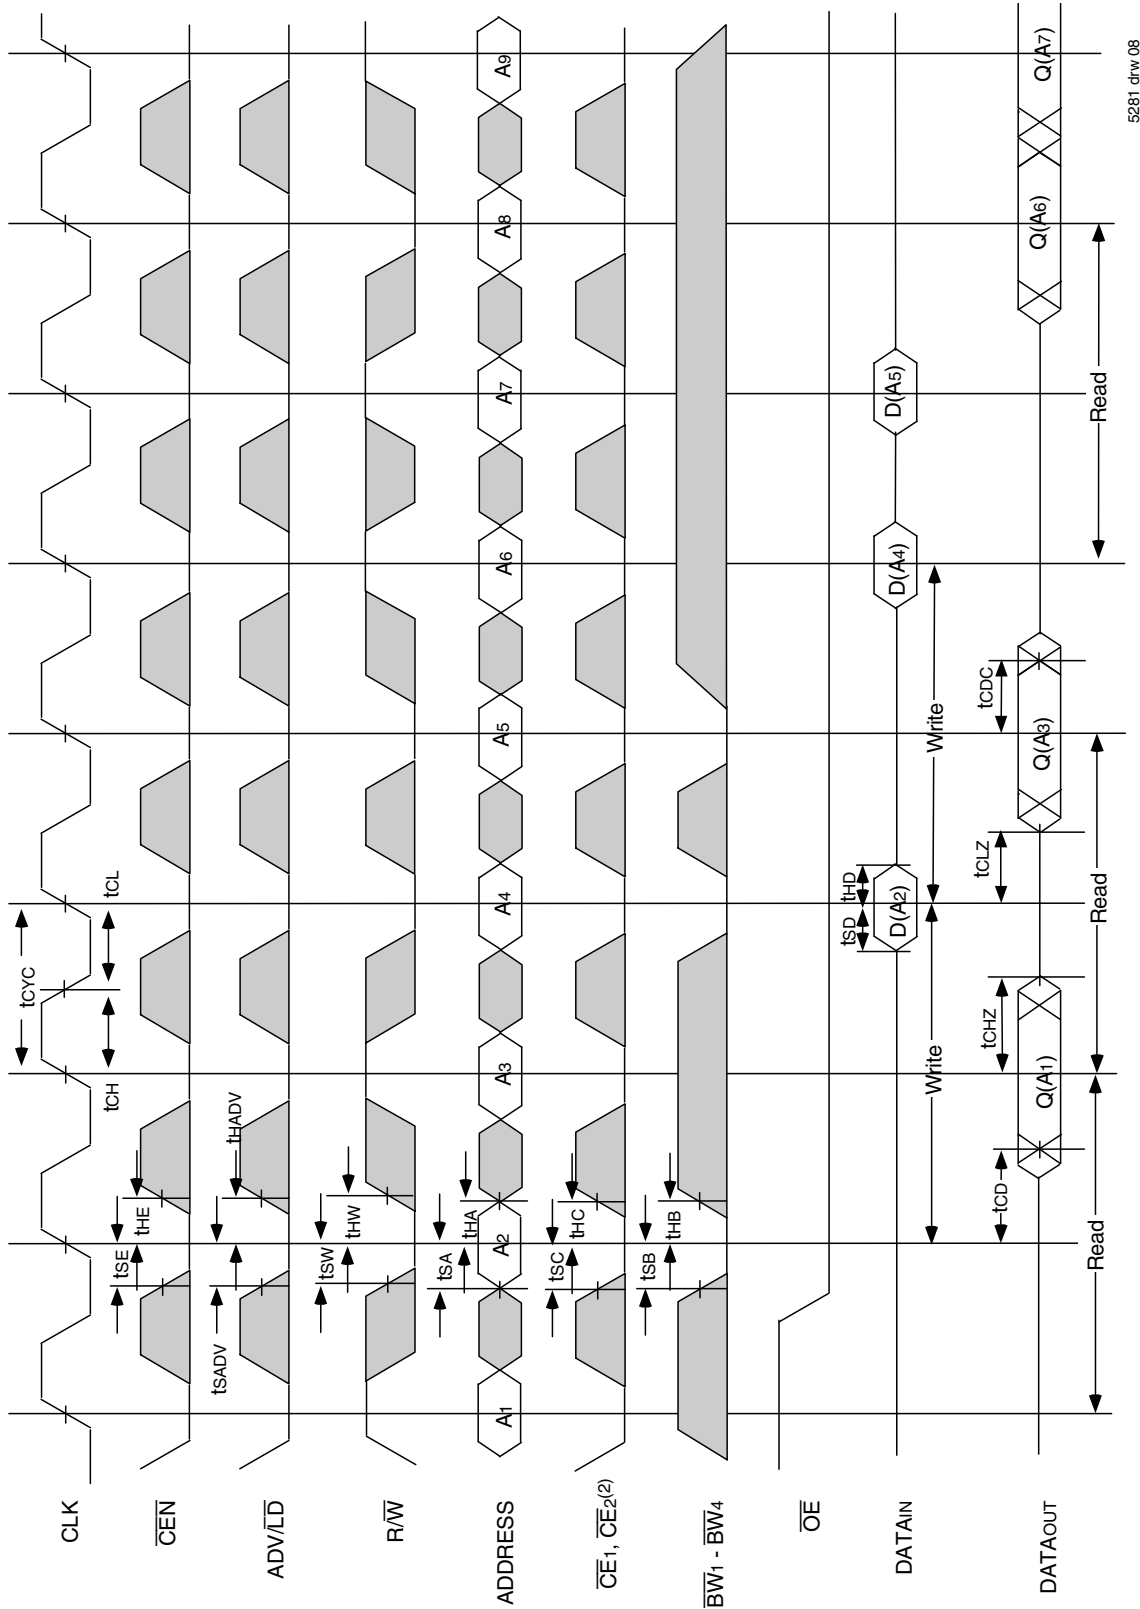 CLK
tCYC
tCH
tCL
CEN
tSE
tHE
ADV/LD
tSADV
tHADV
R/W
tSW
tHW
ADDRESS
A1
A2
A3
A4
A5
A6
A7
A8
A9
tSA
tHA
CE1, CE2(2)
tSC
tHC
BW1 - BW4
tSB
tHB
OE
DATAIN
D(A2)
D(A4)
D(A5)
tSD
tHD
Write
Write
DATAOUT
tCD
Q(A1)
tCHZ
tCLZ
Q(A3)
tCDC
Q(A6)
Q(A7)
Read
Read
Read
5281 drw 08